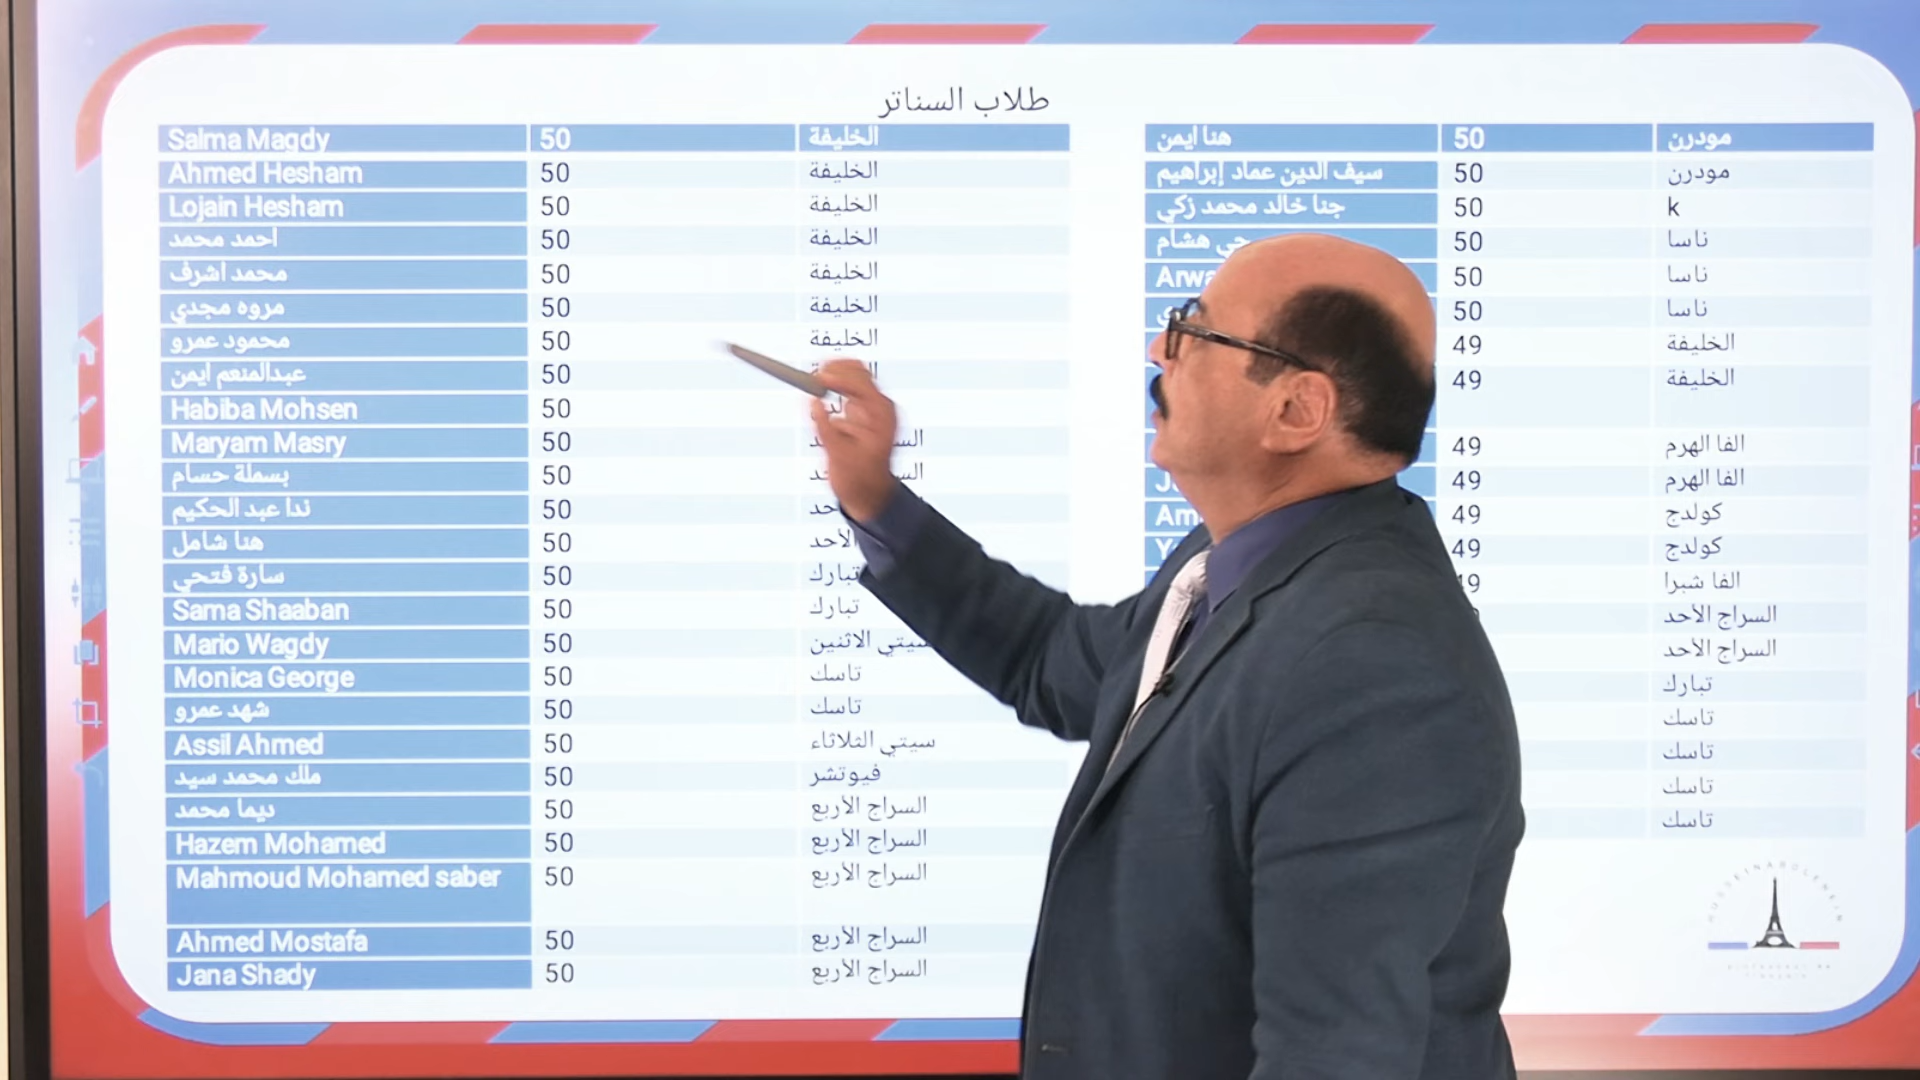 طلاب السناتر
Salma Magdy 50 الخليفة
Ahmed Hesham 50 الخليفة
Lojain Hesham 50 الخليفة
احمد محمد 50 الخليفة
محمد اشرف 50 الخليفة
مروه مجدي 50 الخليفة
محمود عمرو 50 الخليفة
عبدالمنعم ايمن 50
Habiba Mohsen 50
Maryam Masry 50
بسملة حسام 50
ندا عبد الحكيم 50
هنا شامل 50 الأحد
سارة فتحي 50 تبارك
Sama Shaaban 50 تبارك
Mario Wagdy 50 سيتي الاثنين
Monica George 50 تاسك
شهد عمرو 50 تاسك
Assil Ahmed 50 سيتي الثلاثاء
ملك محمد سيد 50 فيوتشر
ديما محمد 50 السراج الأربع
Hazem Mohamed 50 السراج الأربع
Mahmoud Mohamed saber 50 السراج الأربع
Ahmed Mostafa 50 السراج الأربع
Jana Shady 50 السراج الأربع
هنا ايمن 50 مودرن
سيف الدين عماد إبراهيم 50 مودرن
جنا خالد محمد زكي 50 k
هشام 50 ناسا
50 ناسا
50 ناسا
49 الخليفة
49 الخليفة
49 الفا الهرم
49 الفا الهرم
49 كولدج
49 كولدج
الفا شبرا
السراج الأحد
السراج الأحد
تبارك
تاسك
تاسك
تاسك
تاسك